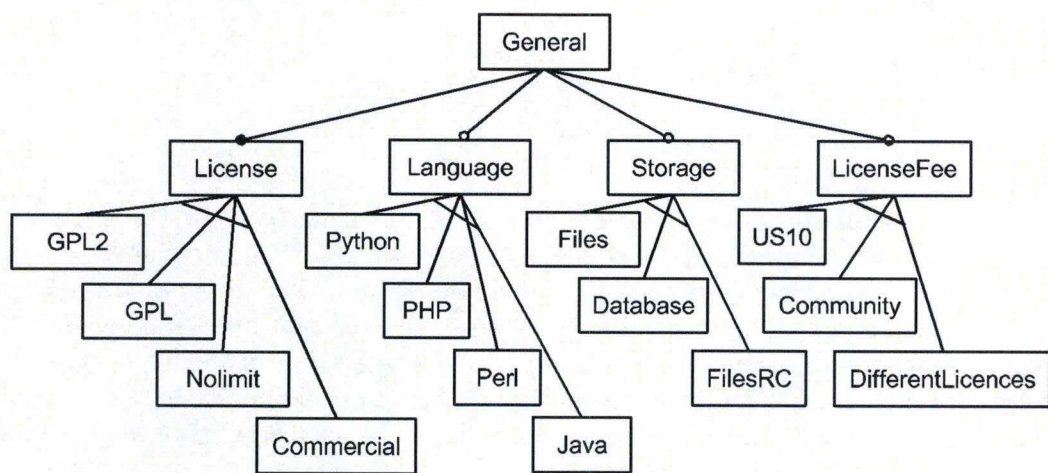 General
License
Language
Storage
LicenseFee
GPL2
Python
Files
US10
GPL
PHP
Database
Community
Nolimit
Perl
FilesRC
DifferentLicences
Commercial
Java